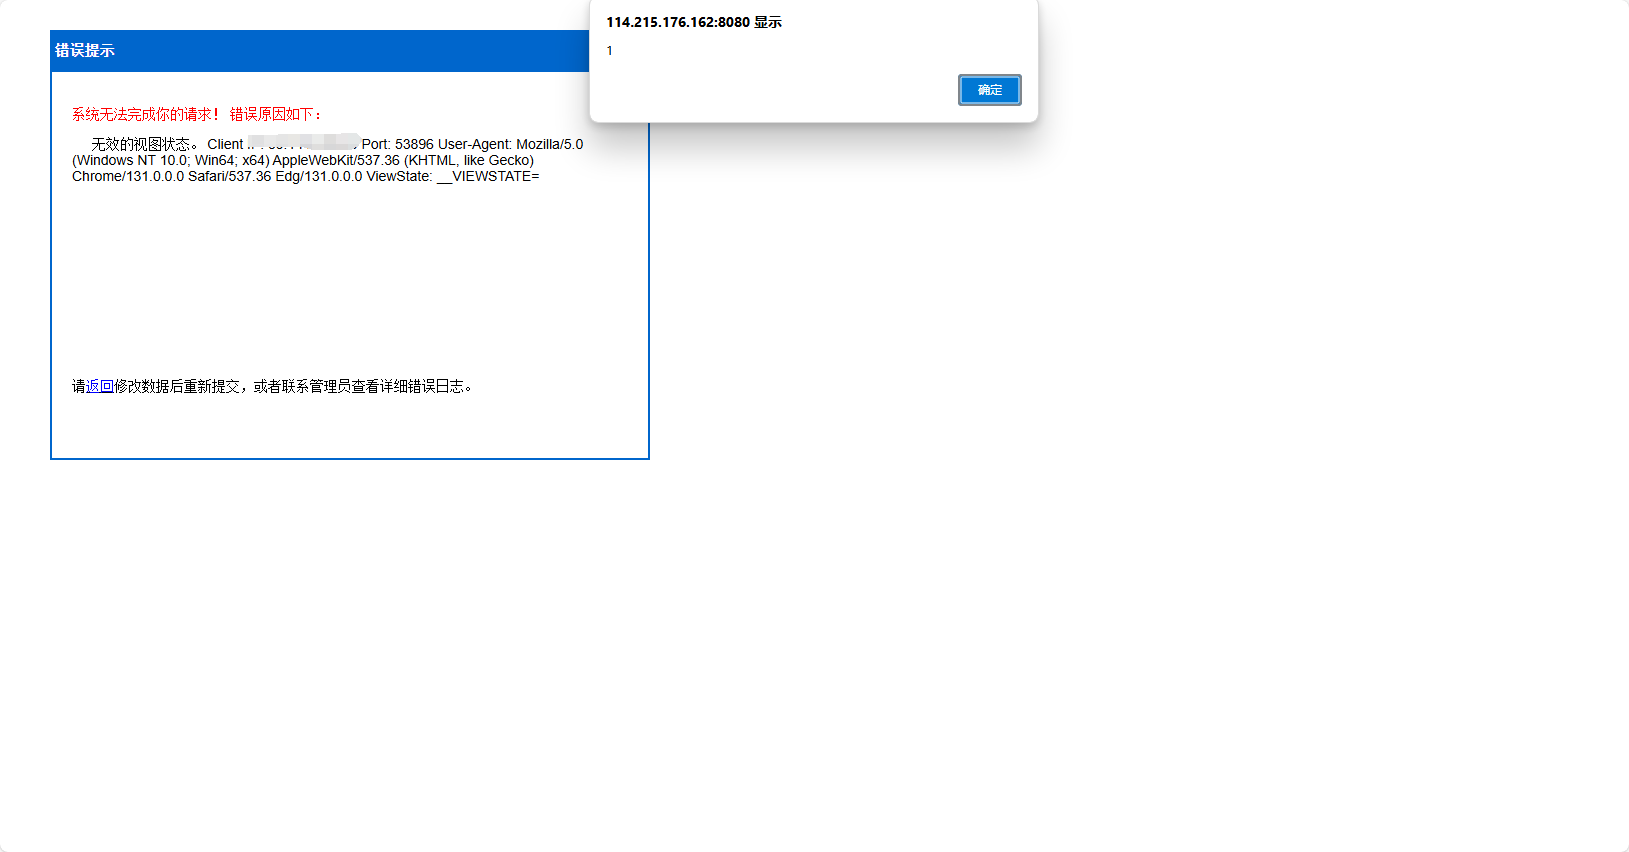 114.215.176.162:8080 显示
1
确定
错误提示
系统无法完成你的请求！ 错误原因如下：
无效的视图状态。 Client Port: 53896 User-Agent: Mozilla/5.0
(Windows NT 10.0; Win64; x64) AppleWebKit/537.36 (KHTML, like Gecko)
Chrome/131.0.0.0 Safari/537.36 Edg/131.0.0.0 ViewState: __VIEWSTATE=
请返回修改数据后重新提交，或者联系管理员查看详细错误日志。